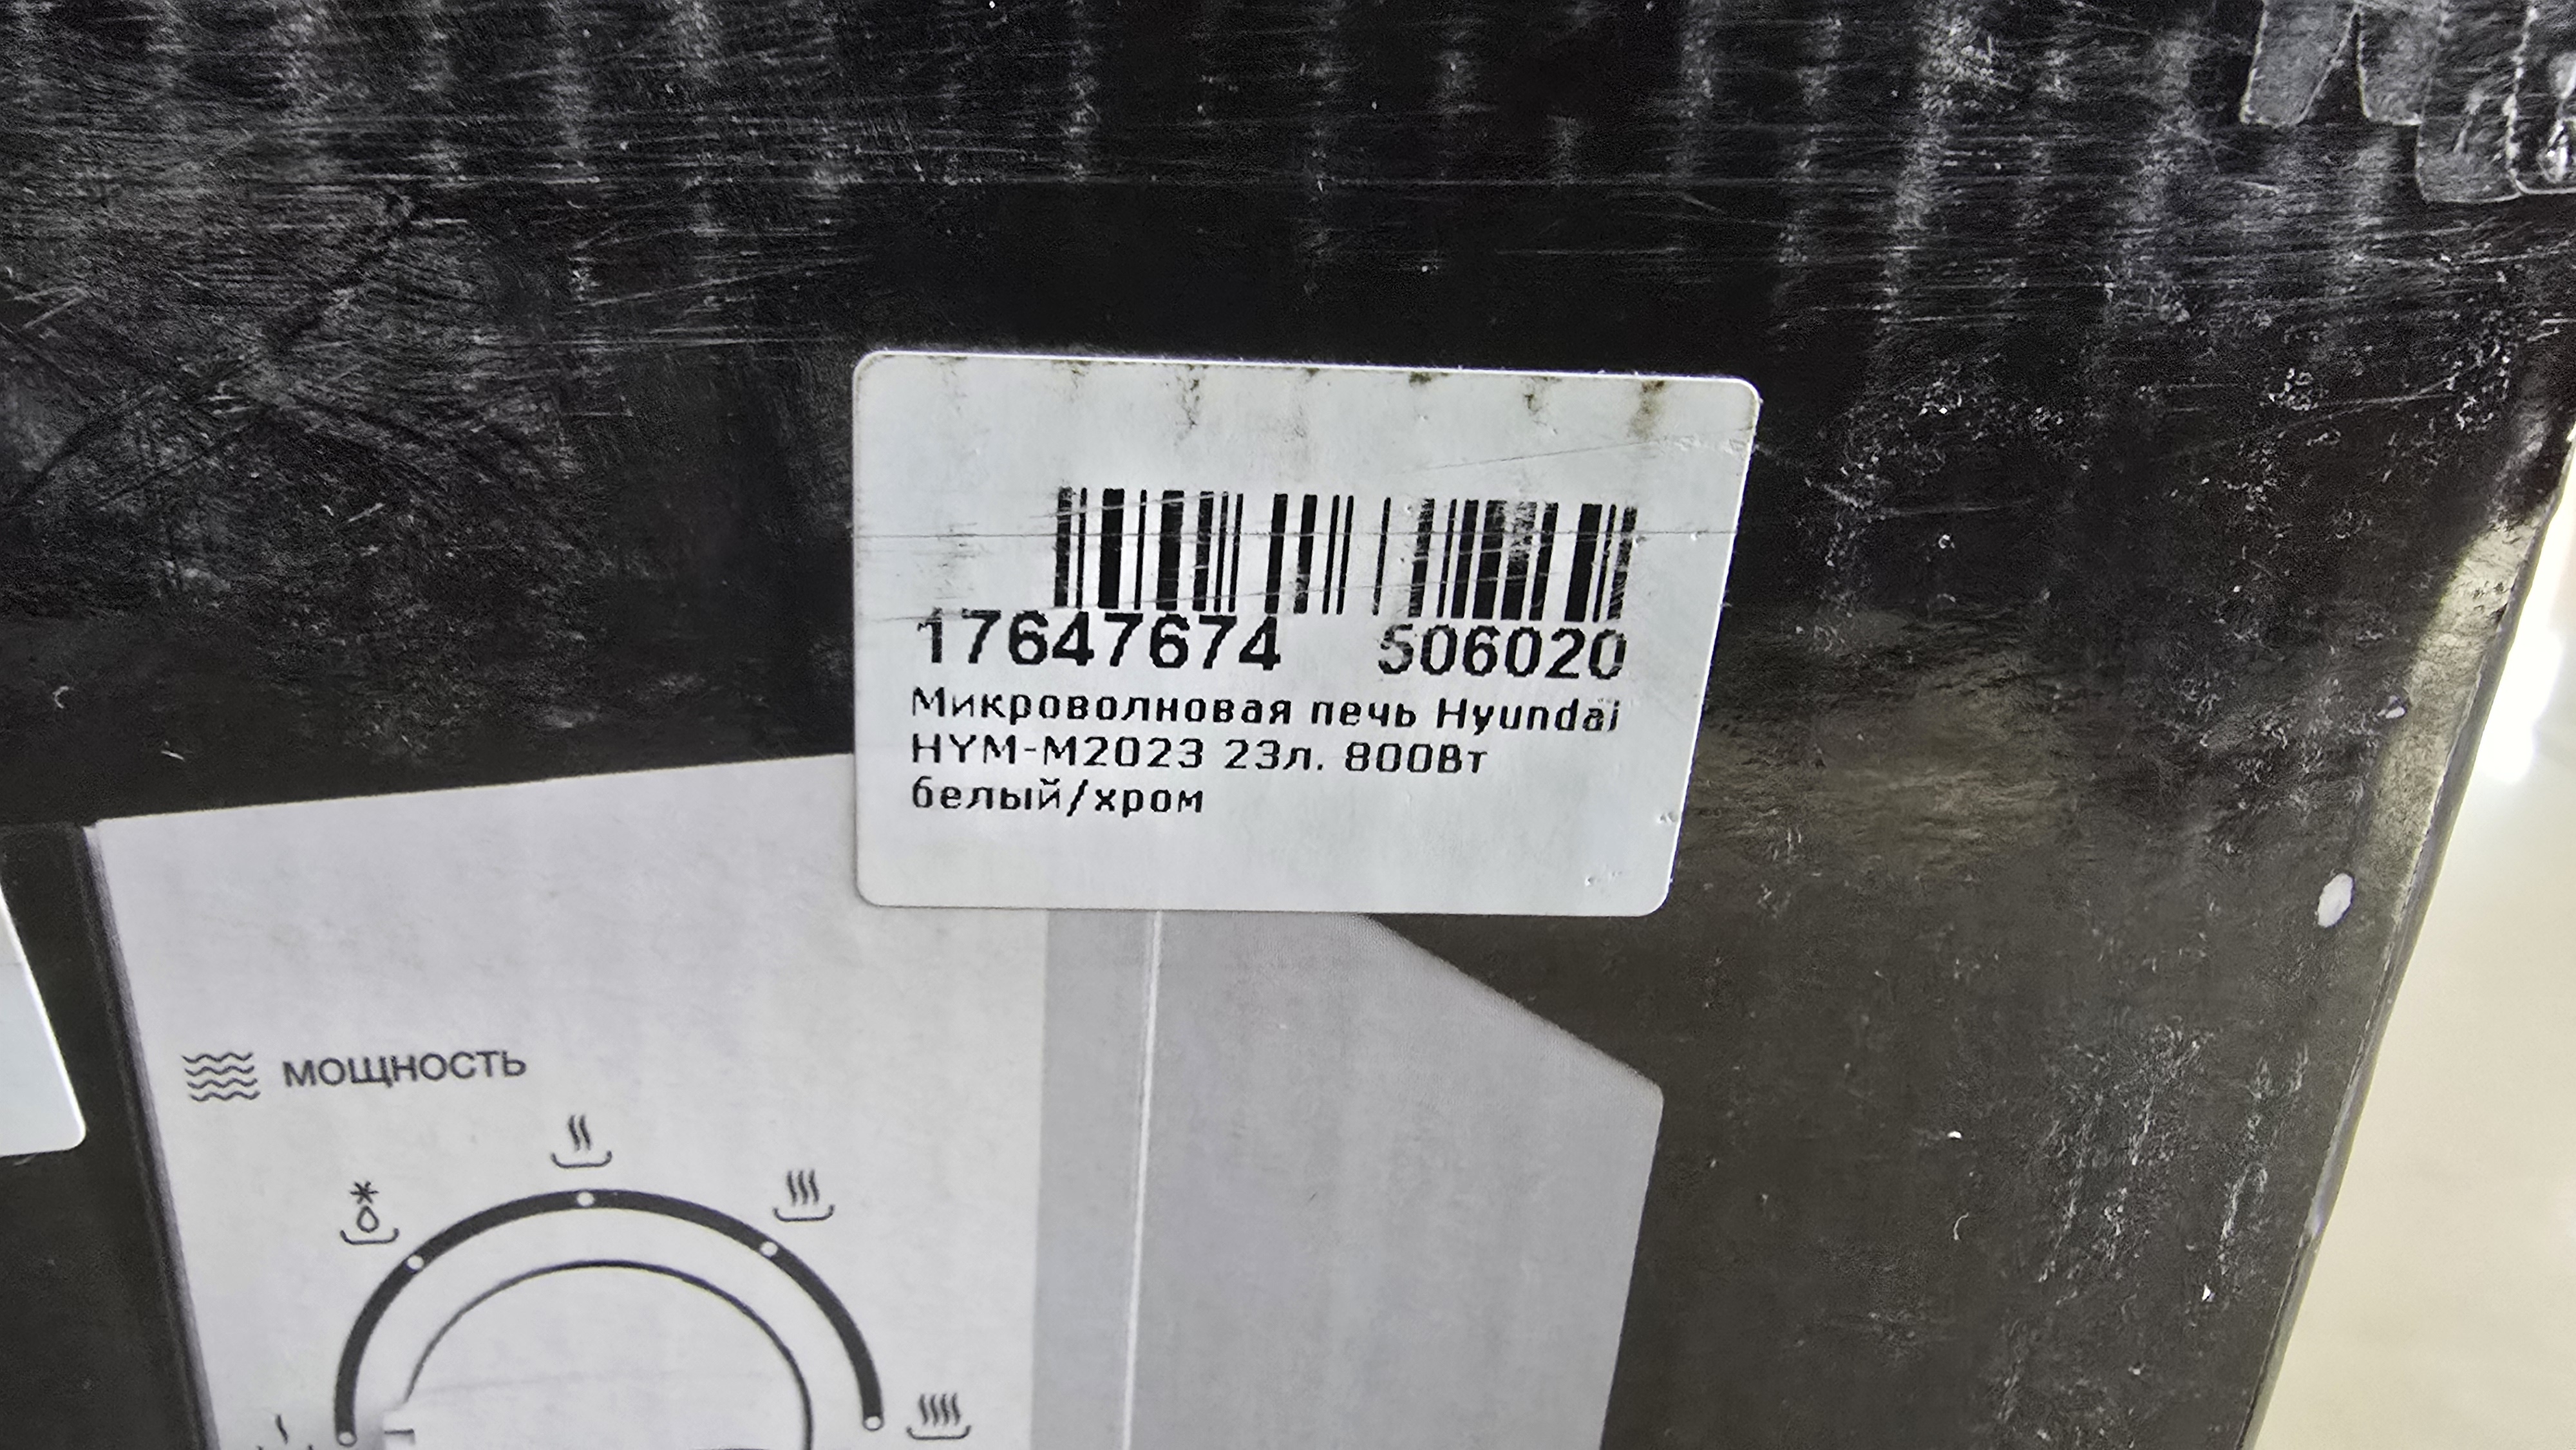 17647674 506020
Микроволновая печь Hyundai
HYM-M2023 23л. 800Вт
белый/хром
МОЩНОСТЬ